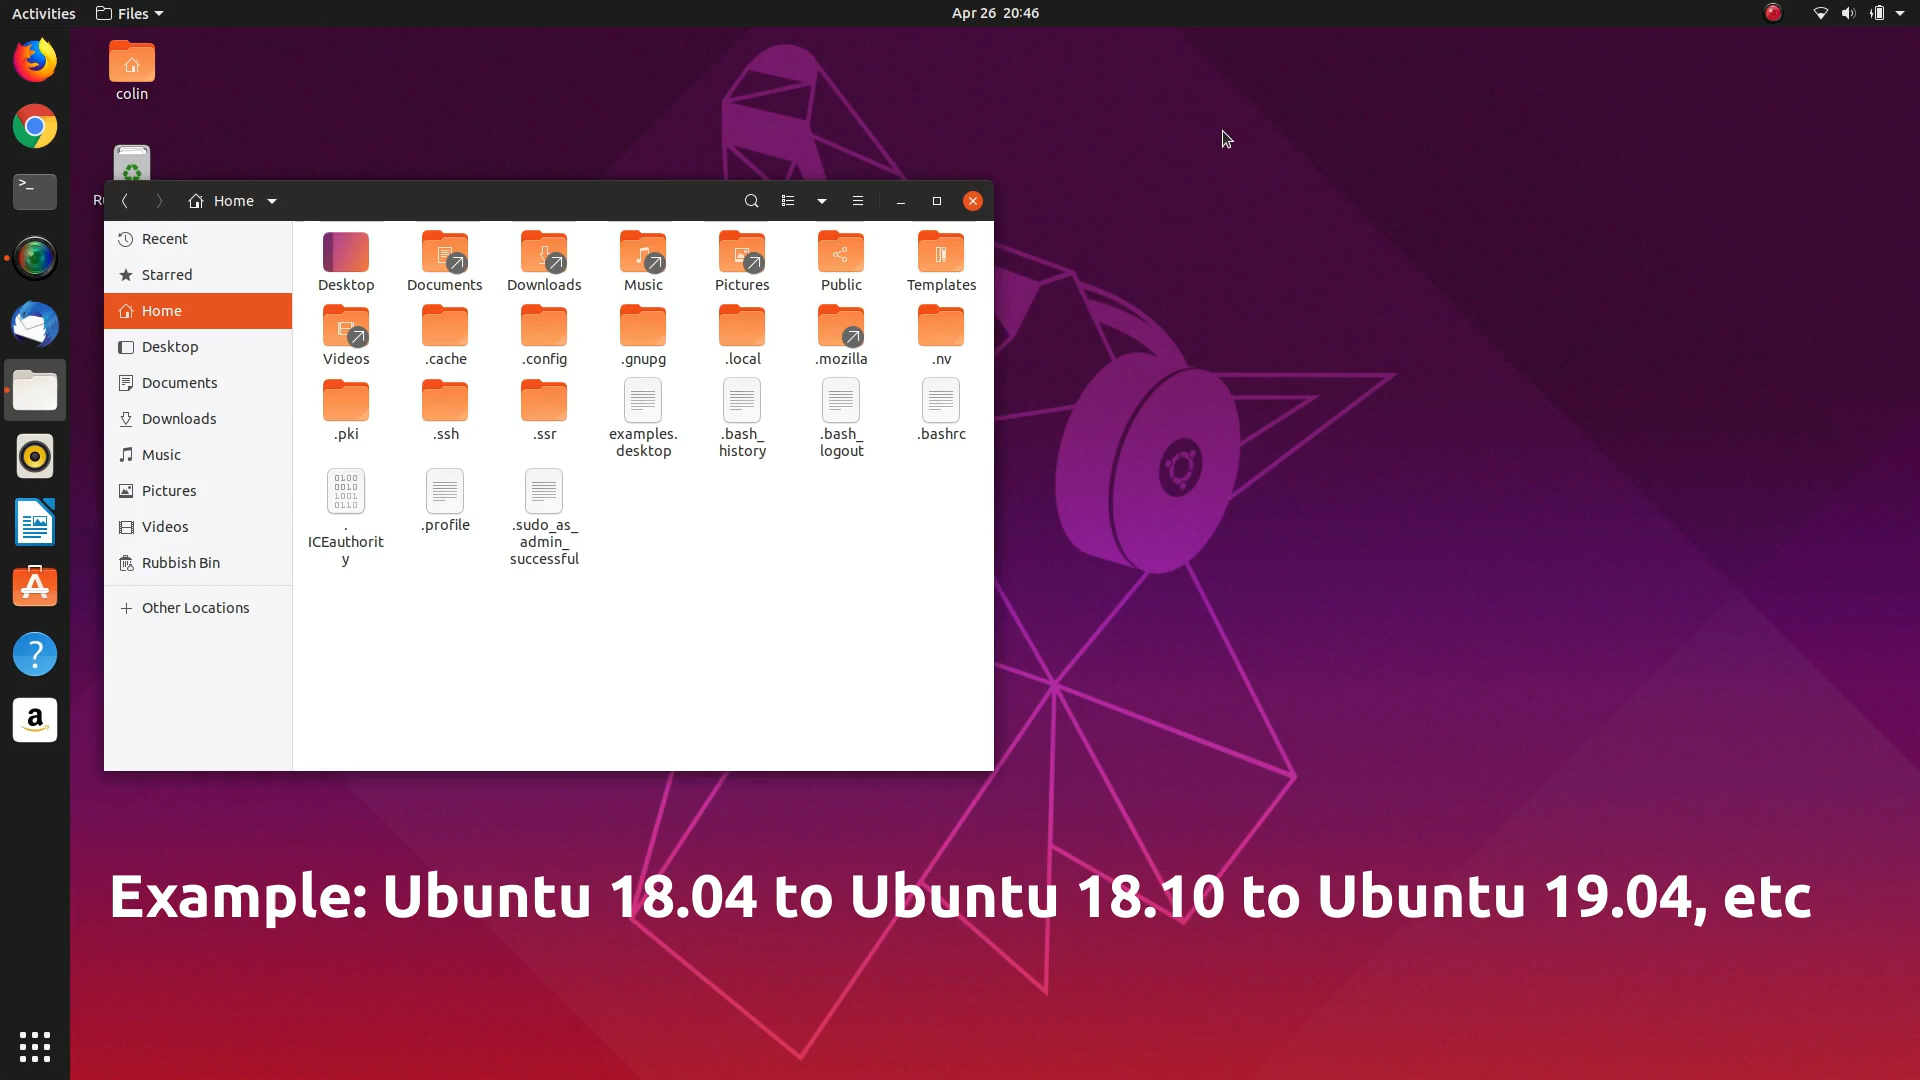 Activities
Files
Apr 26 20:46
colin
Home
Recent
Starred
Home
Desktop
Documents
Downloads
Music
Pictures
Videos
Rubbish Bin
Other Locations
Desktop
Documents
Downloads
Music
Pictures
Public
Templates
Videos
.cache
.config
.gnupg
.local
.mozilla
.nv
.pki
.ssh
.ssr
examples.
desktop
.bash_
history
.bash_
logout
.bashrc
.
ICEauthorit
y
.profile
.sudo_as_
admin_
successful
Example: Ubuntu 18.04 to Ubuntu 18.10 to Ubuntu 19.04, etc